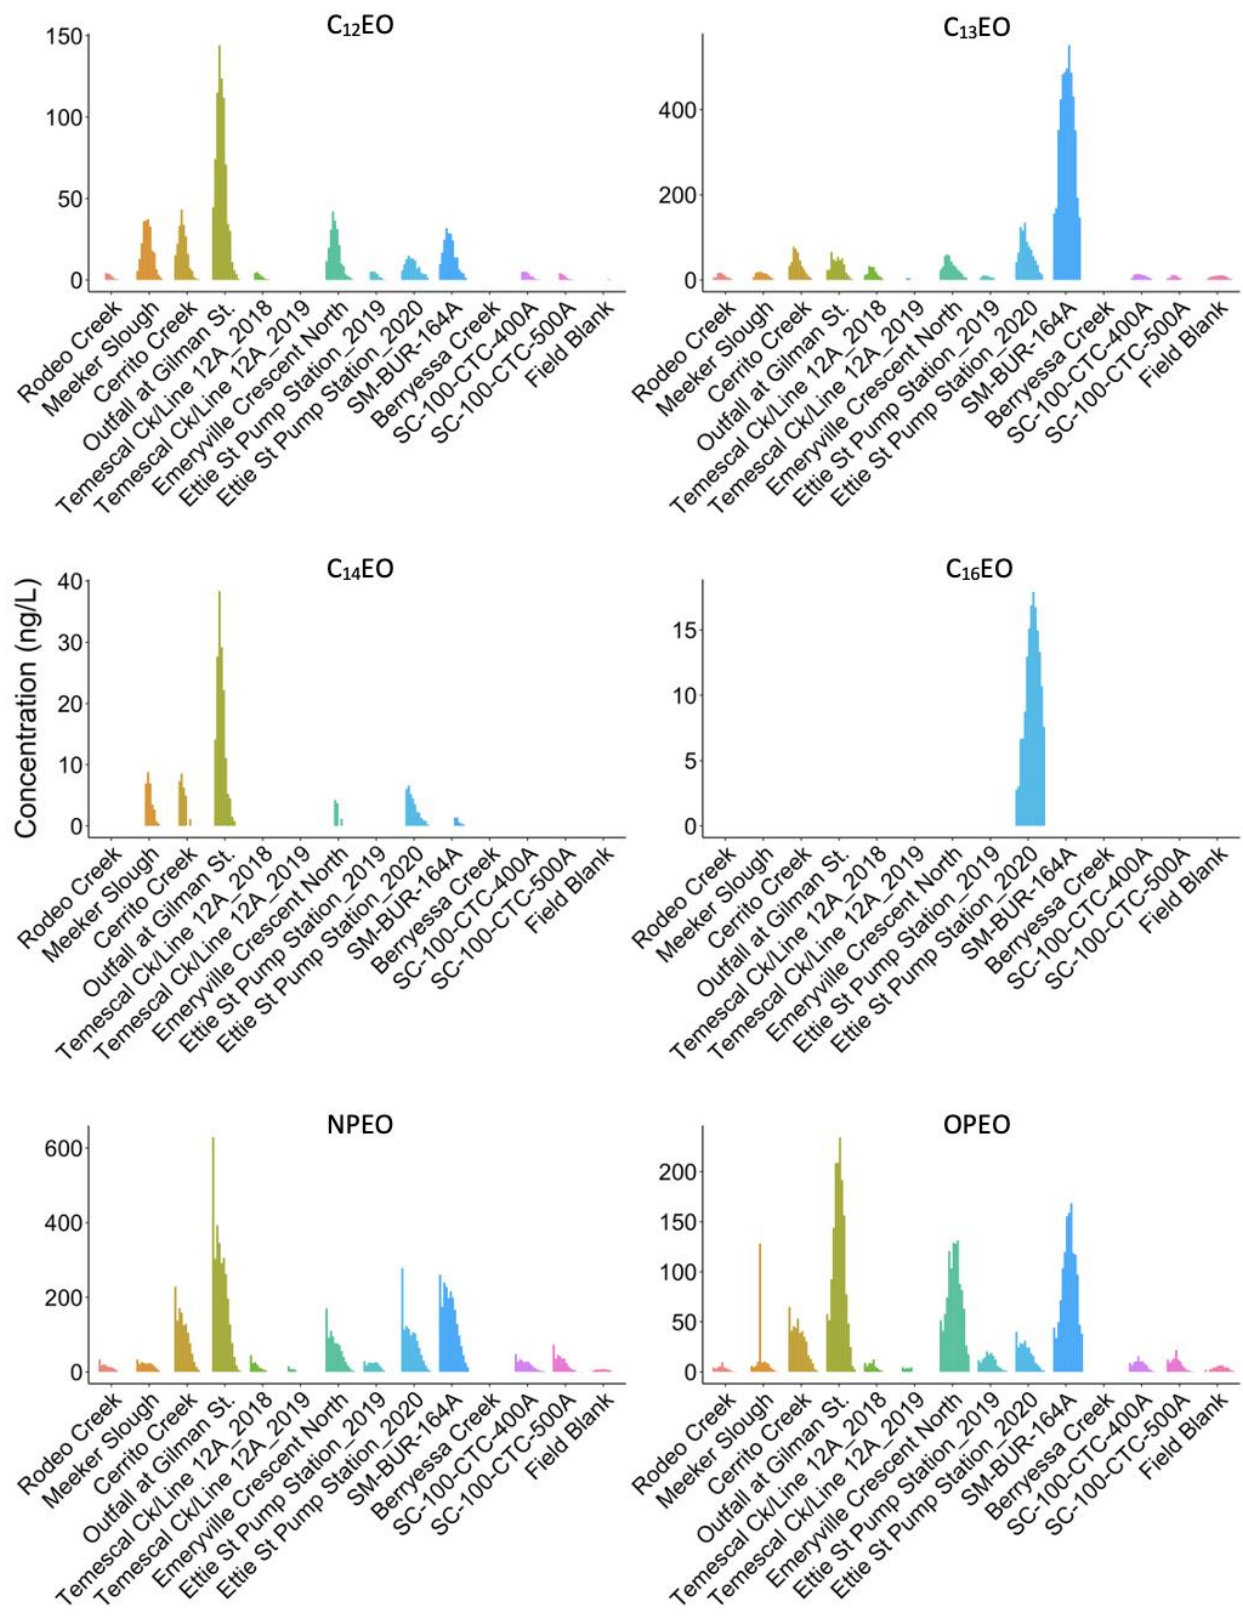 C₁₂EO
150
100
50
0
Rodeo Creek
Meeker Slough
Cerrito Creek
Outfall at Gilman St.
Temescal Ck/Line 12A_2018
Temescal Ck/Line 12A_2019
Emeryville Crescent North
Ettie St Pump Station_2019
Ettie St Pump Station_2020
SM-BUR-164A
Berryessa Creek
SC-100-CTC-400A
SC-100-CTC-500A
Field Blank
C₁₃EO
400
200
0
Rodeo Creek
Meeker Slough
Cerrito Creek
Outfall at Gilman St.
Temescal Ck/Line 12A_2018
Temescal Ck/Line 12A_2019
Emeryville Crescent North
Ettie St Pump Station_2019
Ettie St Pump Station_2020
SM-BUR-164A
Berryessa Creek
SC-100-CTC-400A
SC-100-CTC-500A
Field Blank
Concentration (ng/L)
C₁₄EO
40
30
20
10
0
Rodeo Creek
Meeker Slough
Cerrito Creek
Outfall at Gilman St.
Temescal Ck/Line 12A_2018
Temescal Ck/Line 12A_2019
Emeryville Crescent North
Ettie St Pump Station_2019
Ettie St Pump Station_2020
SM-BUR-164A
Berryessa Creek
SC-100-CTC-400A
SC-100-CTC-500A
Field Blank
C₁₆EO
15
10
5
0
Rodeo Creek
Meeker Slough
Cerrito Creek
Outfall at Gilman St.
Temescal Ck/Line 12A_2018
Temescal Ck/Line 12A_2019
Emeryville Crescent North
Ettie St Pump Station_2019
Ettie St Pump Station_2020
SM-BUR-164A
Berryessa Creek
SC-100-CTC-400A
SC-100-CTC-500A
Field Blank
NPEO
600
400
200
0
Rodeo Creek
Meeker Slough
Cerrito Creek
Outfall at Gilman St.
Temescal Ck/Line 12A_2018
Temescal Ck/Line 12A_2019
Emeryville Crescent North
Ettie St Pump Station_2019
Ettie St Pump Station_2020
SM-BUR-164A
Berryessa Creek
SC-100-CTC-400A
SC-100-CTC-500A
Field Blank
OPEO
200
150
100
50
0
Rodeo Creek
Meeker Slough
Cerrito Creek
Outfall at Gilman St.
Temescal Ck/Line 12A_2018
Temescal Ck/Line 12A_2019
Emeryville Crescent North
Ettie St Pump Station_2019
Ettie St Pump Station_2020
SM-BUR-164A
Berryessa Creek
SC-100-CTC-400A
SC-100-CTC-500A
Field Blank